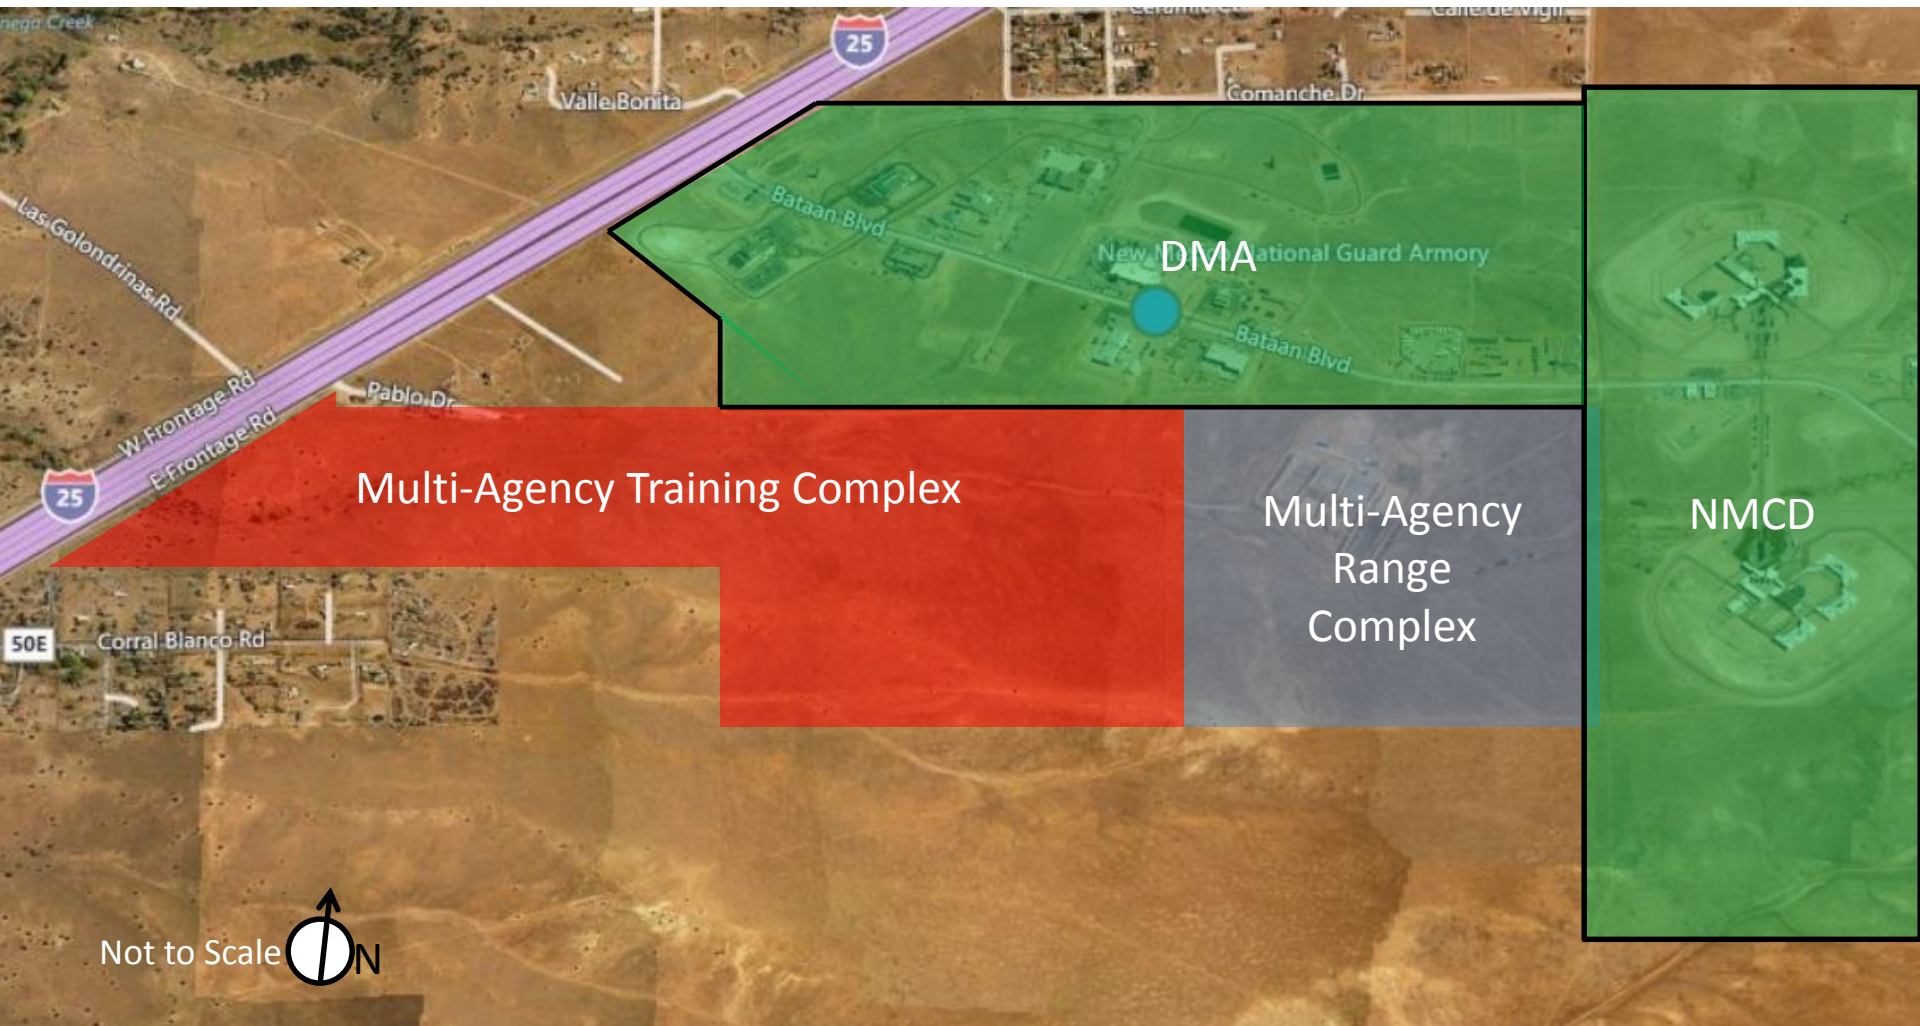 25
Valle Bonita
Comanche Dr
Las Golondrinas Rd
Bataan Blvd
DMA
National Guard Armory
Bataan Blvd
Pablo Dr
W Frontage Rd
E Frontage Rd
25
Multi-Agency Training Complex
Multi-Agency
Range
Complex
NMCD
50E
Corral Blanco Rd
Not to Scale
N